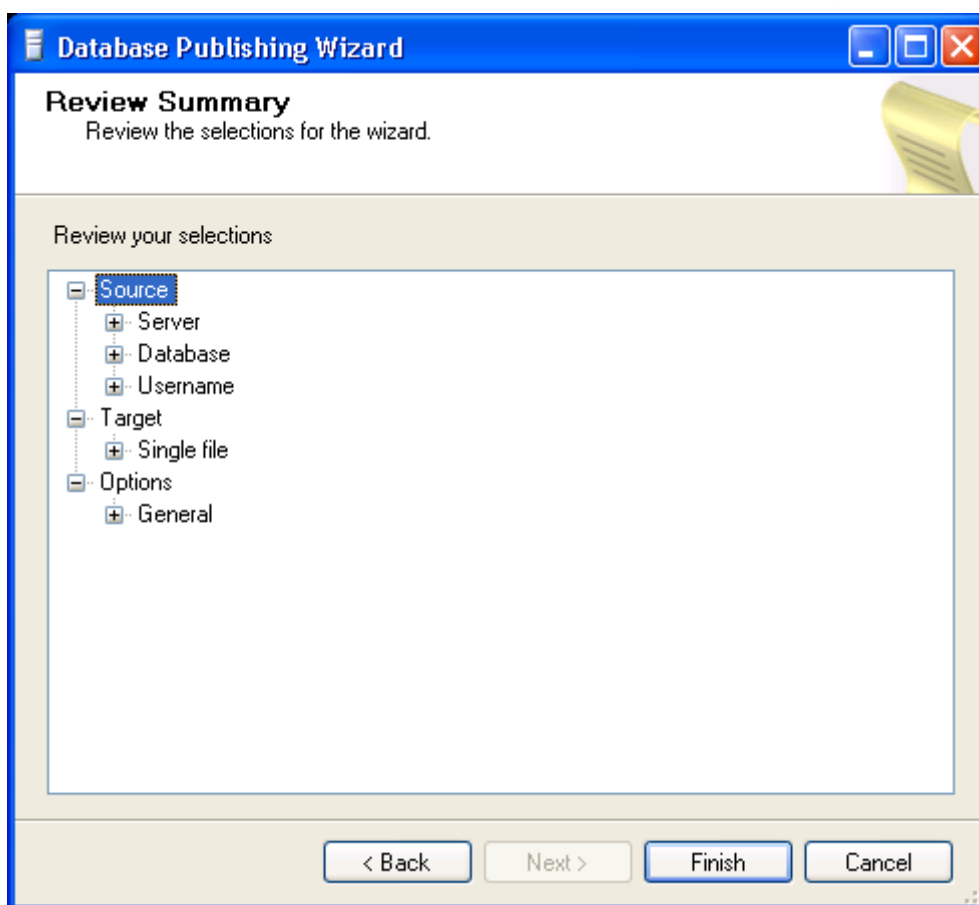 Database Publishing Wizard
Review Summary
Review the selections for the wizard.
Review your selections
Source
Server
Database
Username
Target
Single file
Options
General
< Back Next > Finish Cancel